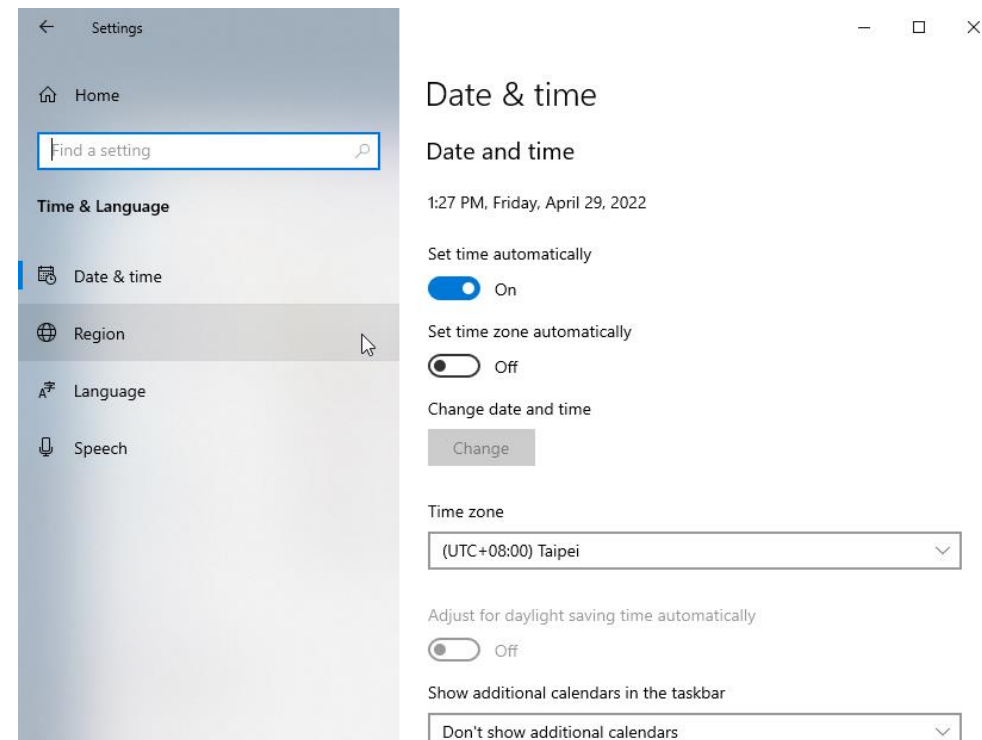 Settings
Home
Find a setting
Time & Language
Date & time
Region
A字 Language
Speech
Date & time
Date and time
1:27 PM, Friday, April 29, 2022
Set time automatically
On
Set time zone automatically
Off
Change date and time
Change
Time zone
(UTC+08:00) Taipei
Adjust for daylight saving time automatically
Off
Show additional calendars in the taskbar
Don't show additional calendars